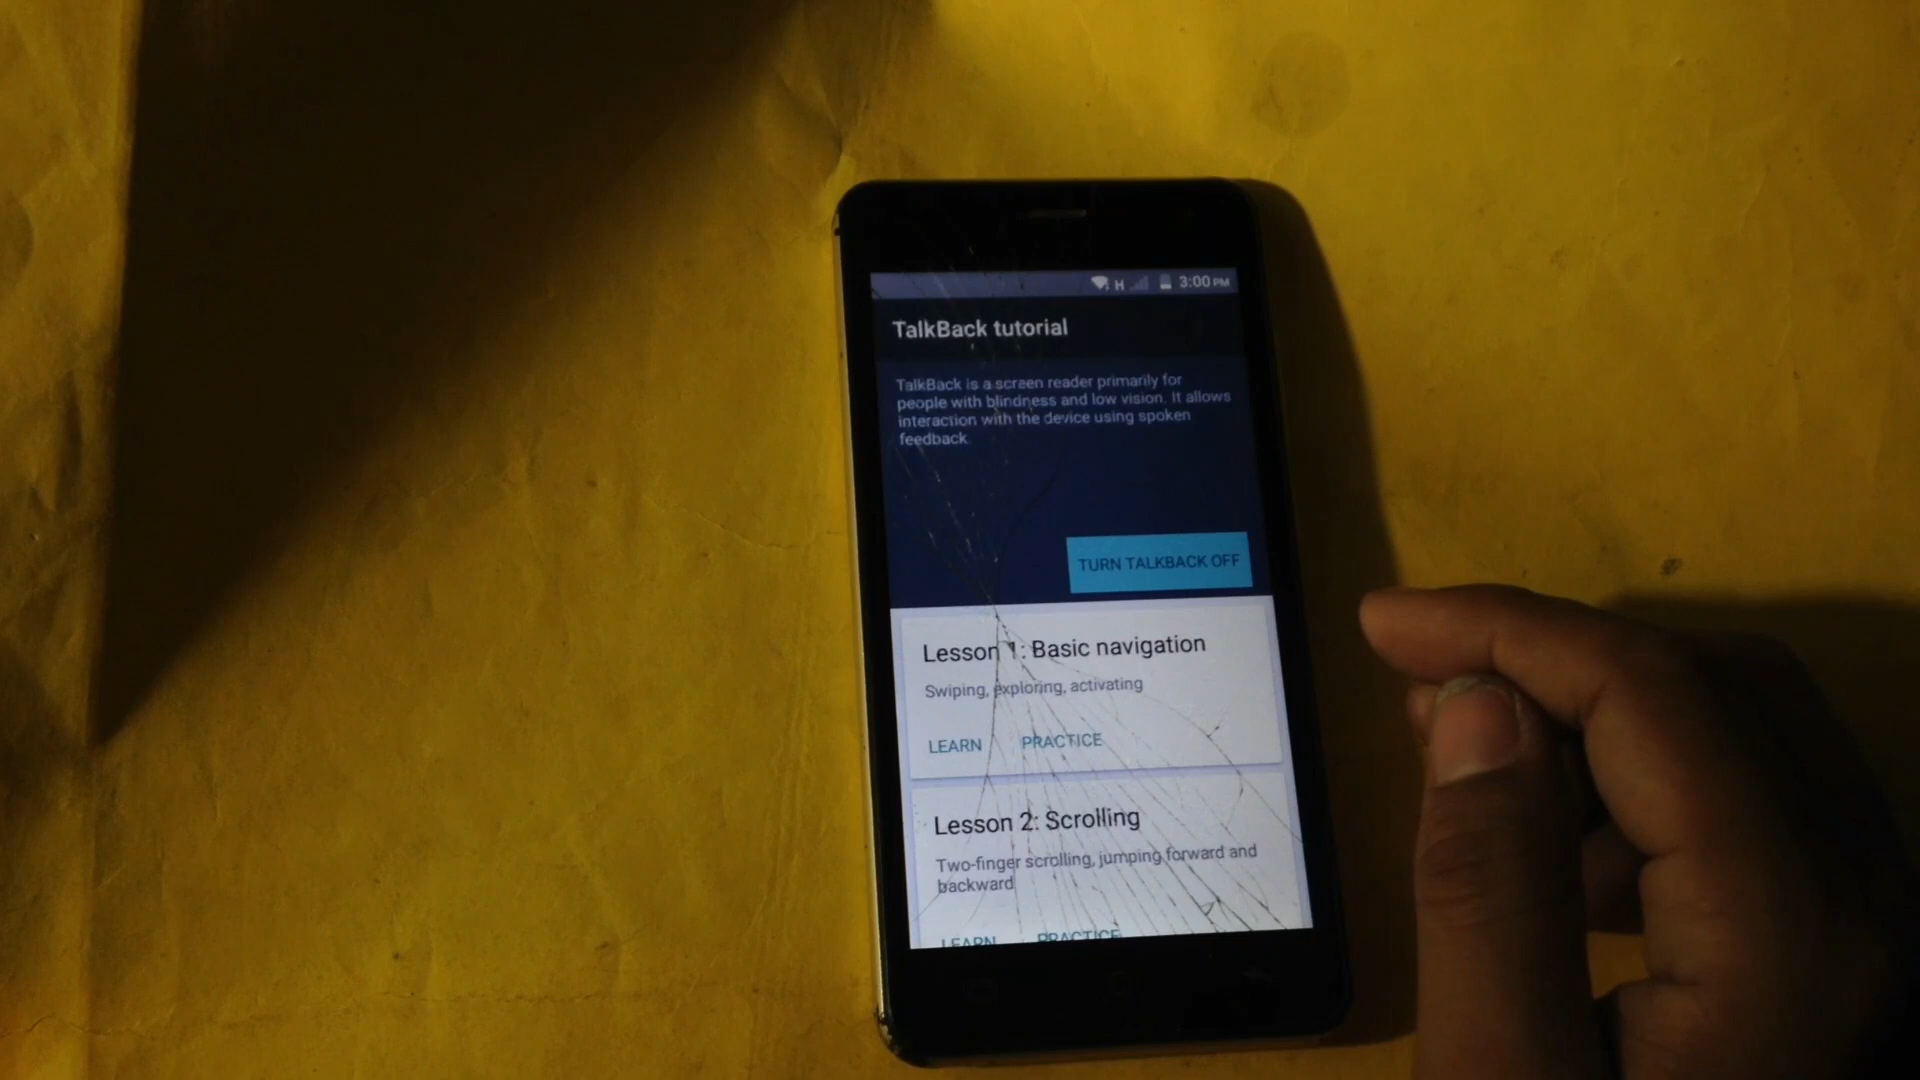 H 3:00 PM
TalkBack tutorial
TalkBack is a screen reader primarily for
people with blindness and low vision. It allows
interaction with the device using spoken
feedback.
TURN TALKBACK OFF
Lesson 1: Basic navigation
Swiping, exploring, activating
LEARN PRACTICE
Lesson 2: Scrolling
Two-finger scrolling, jumping forward and
backward
LEARN PRACTICE